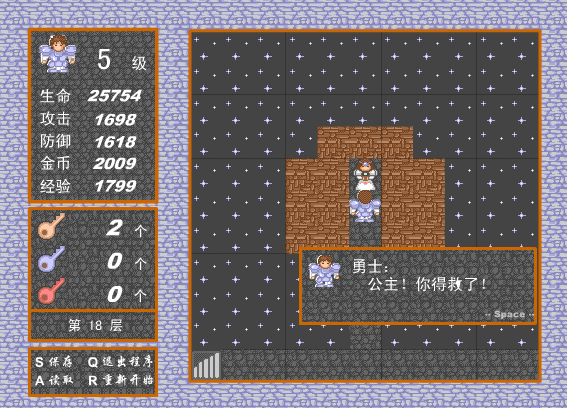 5 级
生命 25754
攻击 1698
防御 1618
金币 2009
经验 1799
2 个
0 个
0 个
第 18 层
S 保存 Q 退出程序
A 读取 R 重新开始
勇士：
公主！你得救了！
-- Space --